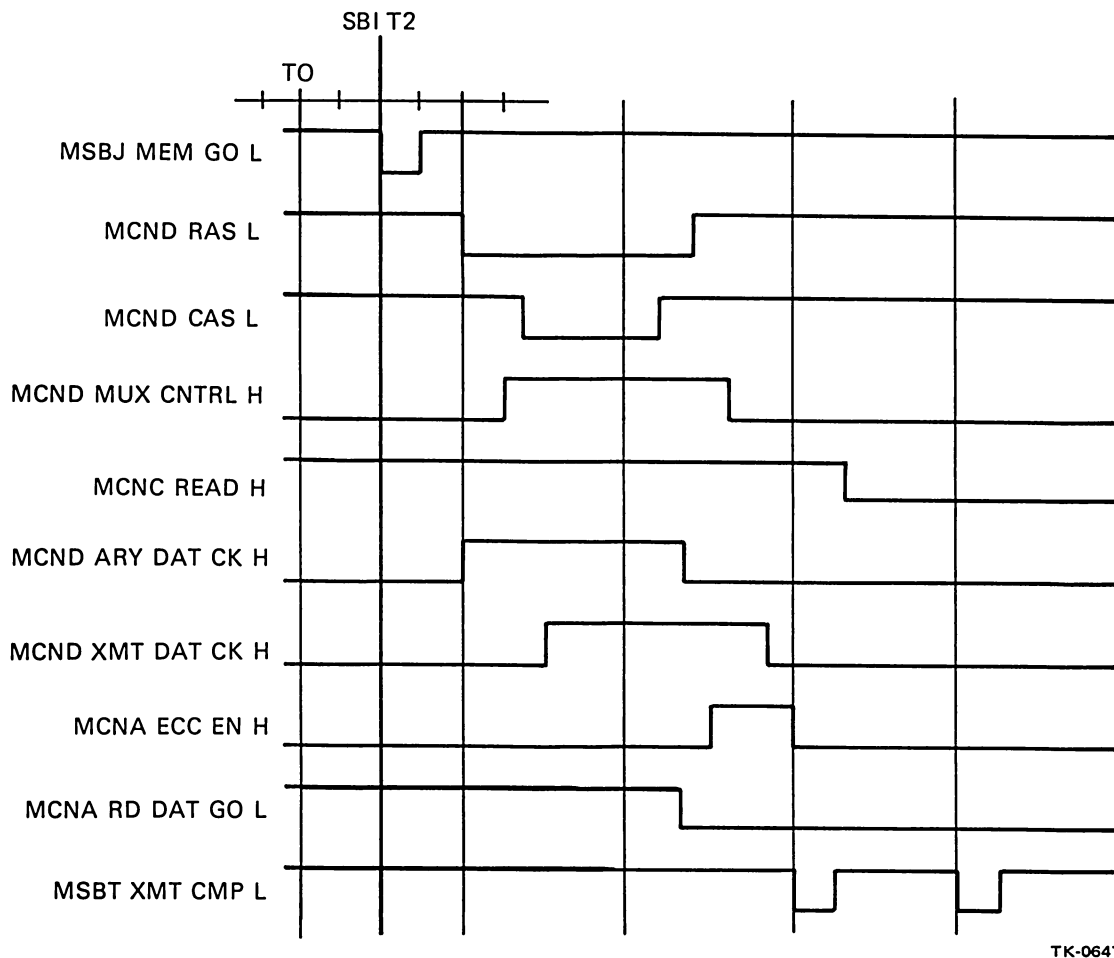 SBI T2
T0
MSBJ MEM GO L
MCND RAS L
MCND CAS L
MCND MUX CNTRL H
MCNC READ H
MCND ARY DAT CK H
MCND XMT DAT CK H
MCNA ECC EN H
MCNA RD DAT GO L
MSBT XMT CMP L